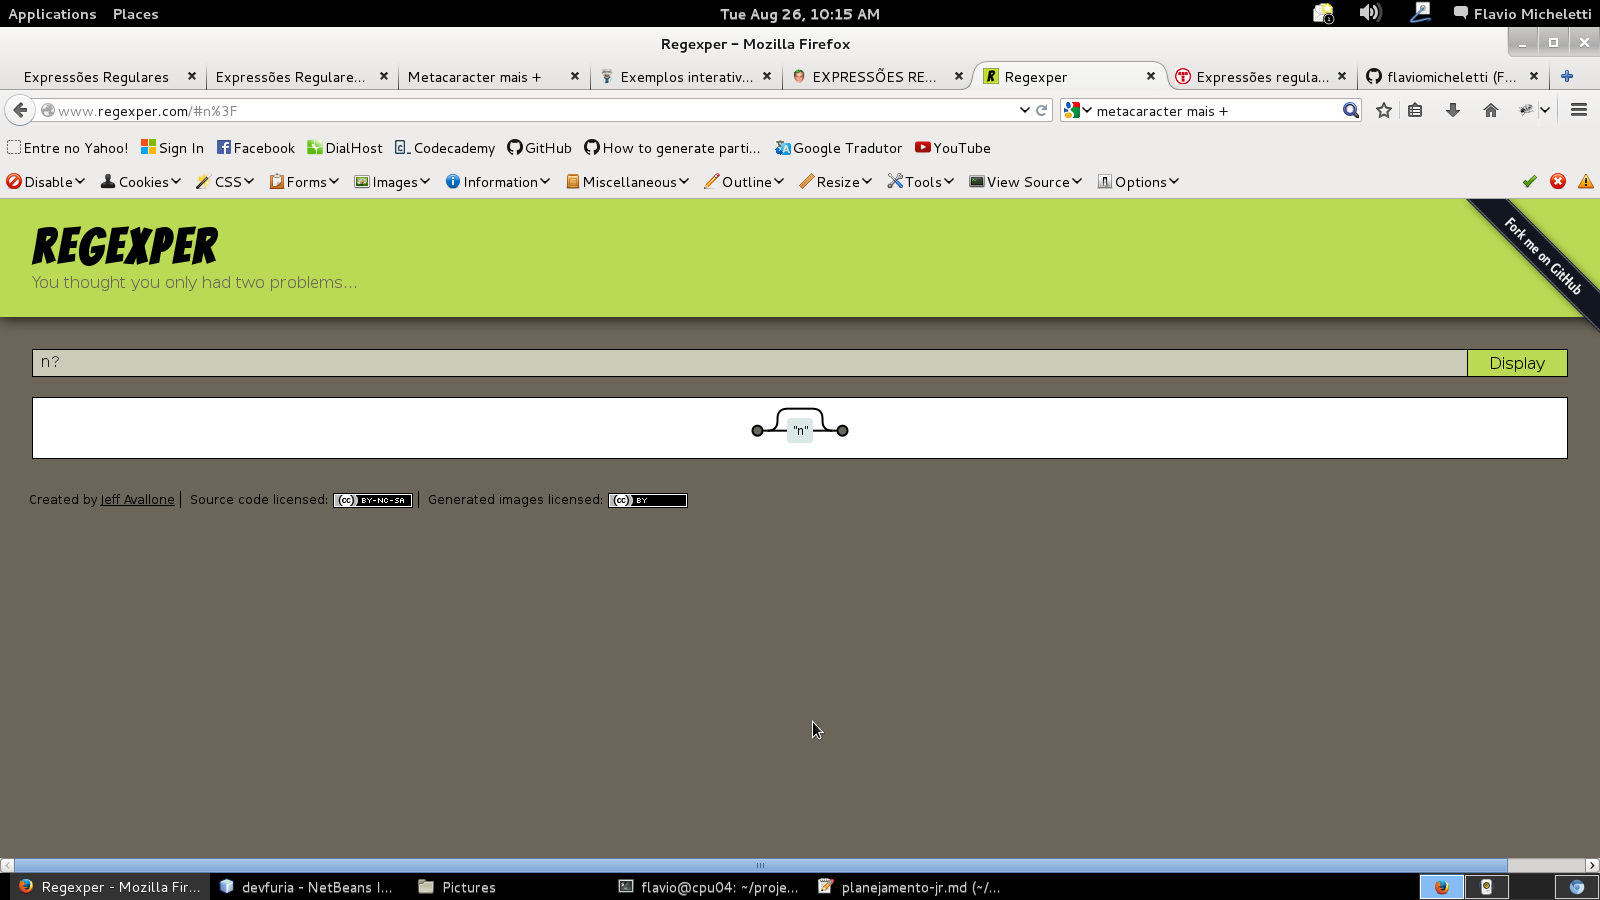 Applications Places Tue Aug 26, 10:15 AM 1 Flavio Micheletti
Regexper - Mozilla Firefox
Expressões Regulares Expressões Regulare... Metacaracter mais + Exemplos interativ... EXPRESSÕES RE... Regexper Expressões regula... flaviomicheletti (F...
www.regexper.com/#n%3F metacaracter mais +
Entre no Yahoo! Sign In Facebook DialHost Codecademy GitHub How to generate parti... Google Tradutor YouTube
Disable Cookies CSS Forms Images Information Miscellaneous Outline Resize Tools View Source Options
REGEXPER
You thought you only had two problems...
Fork me on GitHub
n? Display
"n"
Created by Jeff Avallone | Source code licensed: cc BY-NC-SA | Generated images licensed: cc BY
Regexper - Mozilla Fir... devfuria - NetBeans I... Pictures flavio@cpu04: ~/proje... planejamento-jr.md (~/...